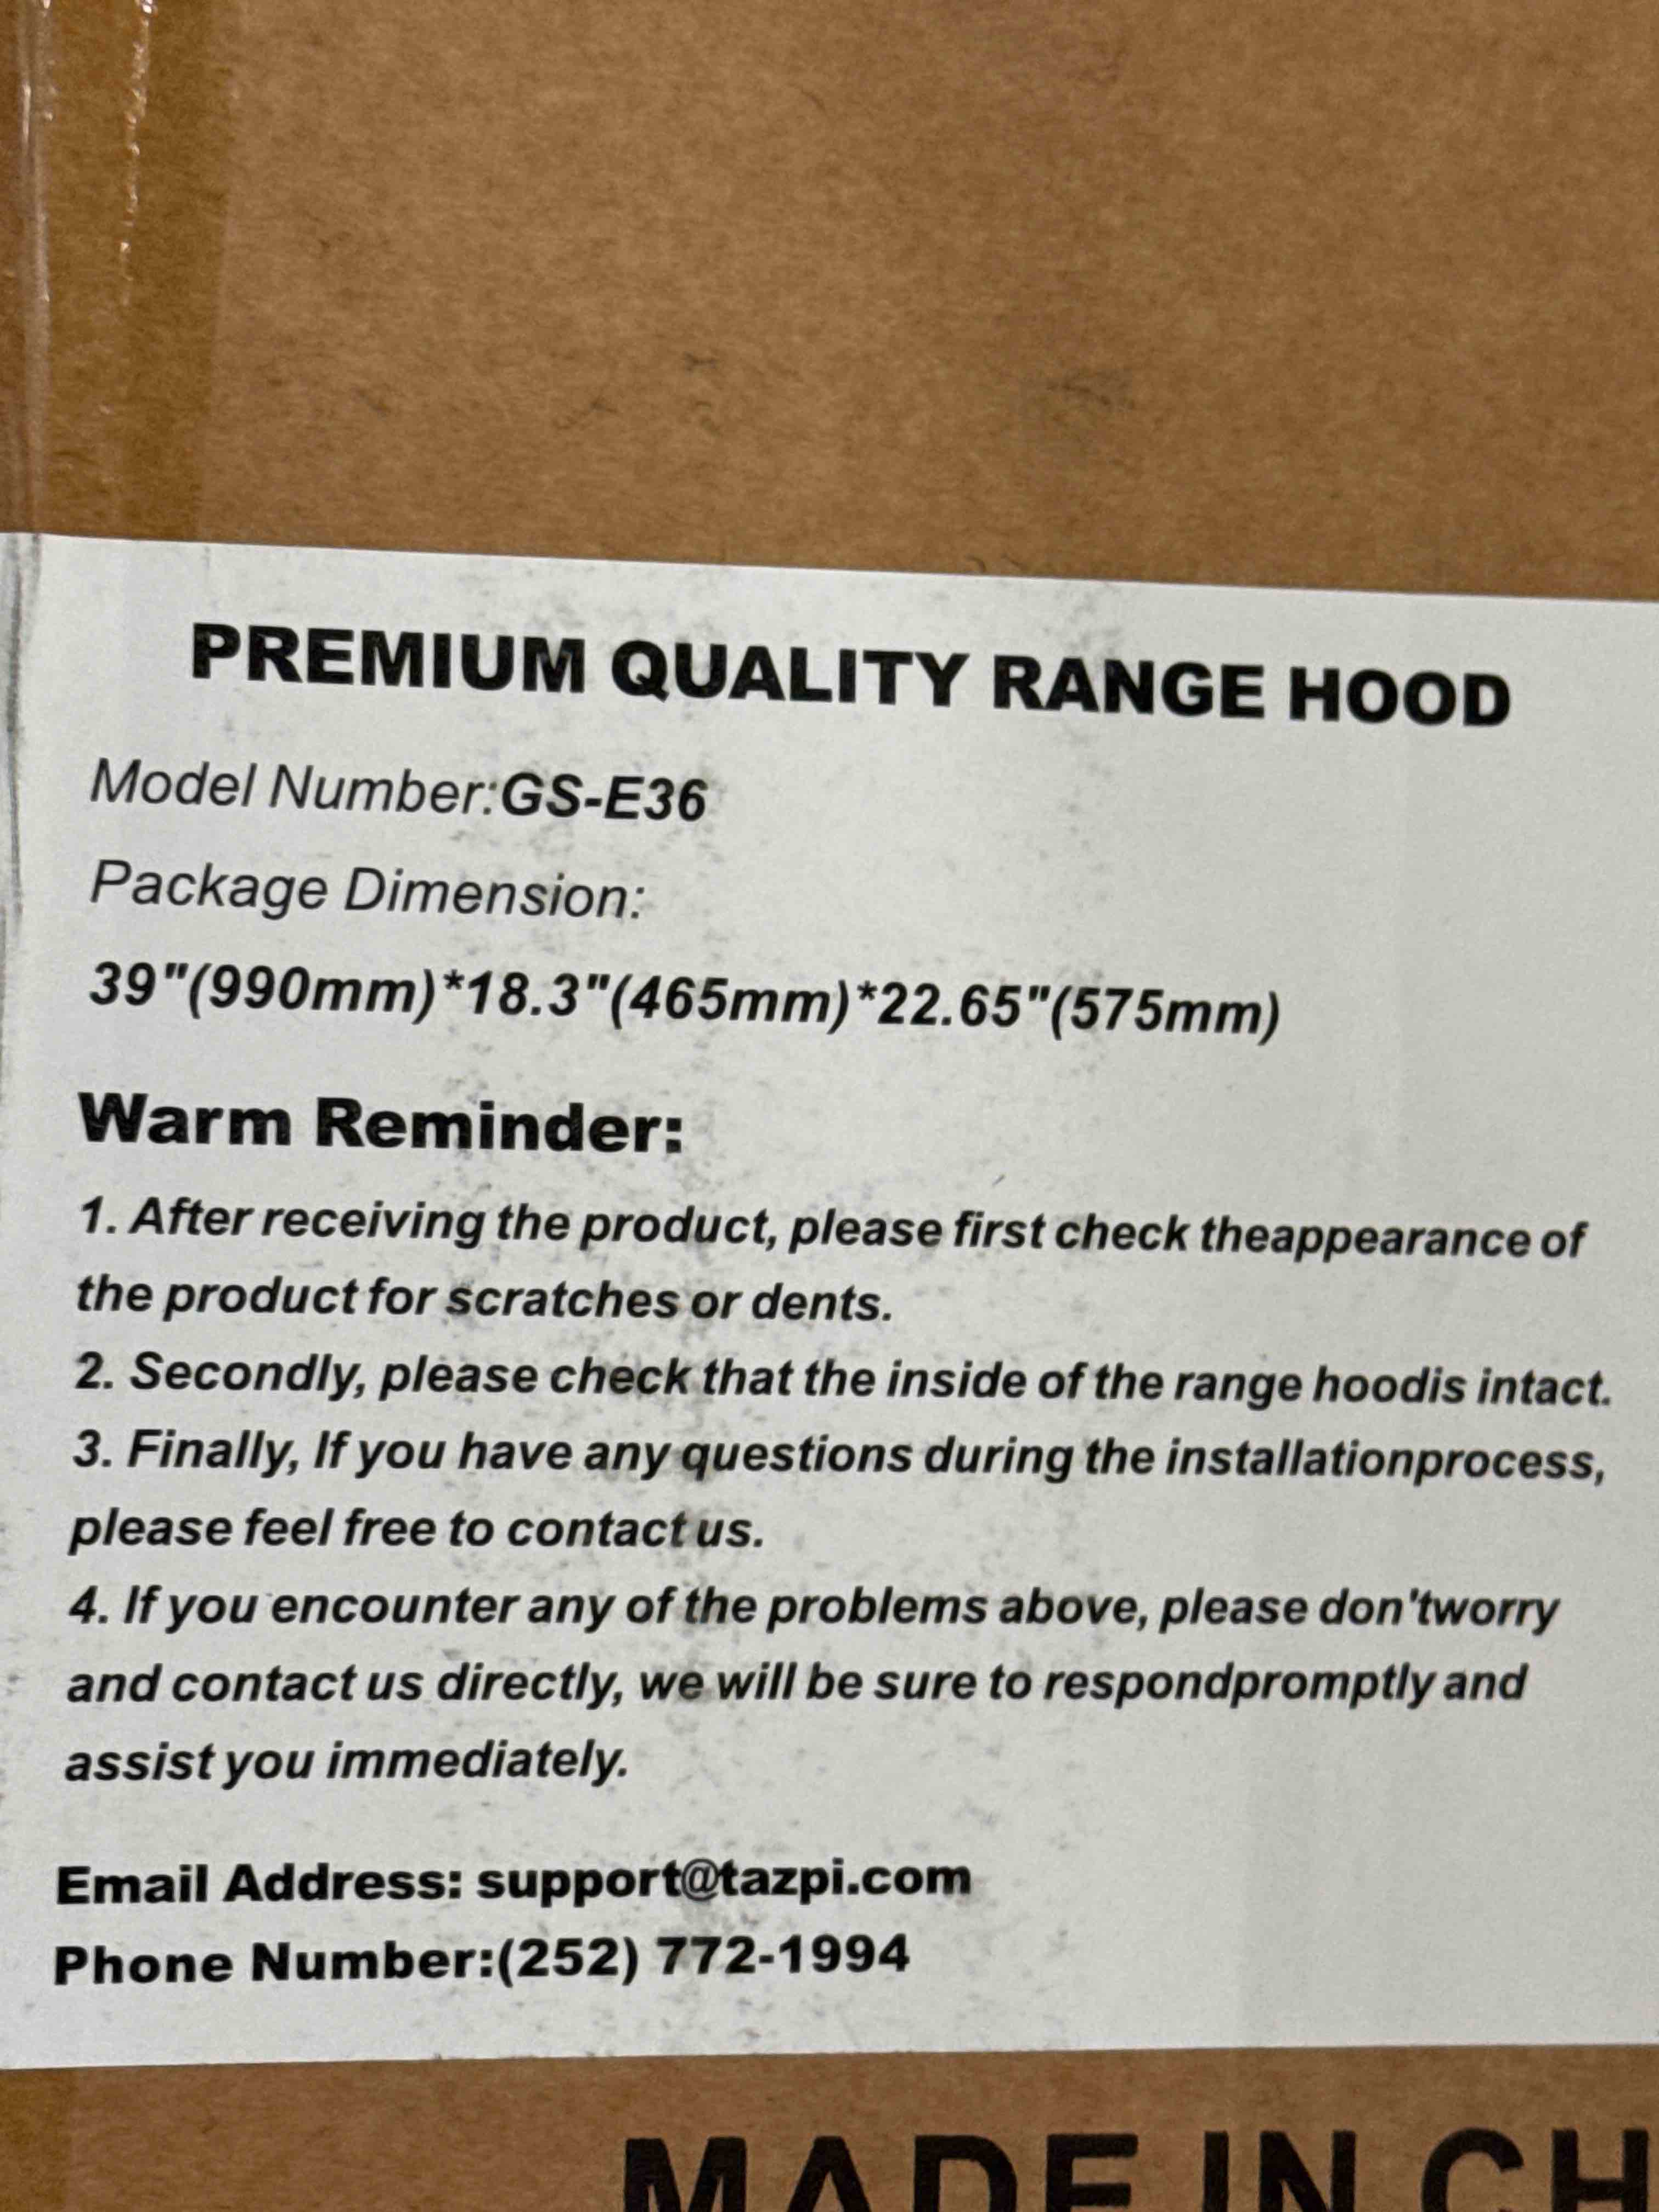 PREMIUM QUALITY RANGE HOOD
Model Number:GS-E36
Package Dimension:
39"(990mm)*18.3"(465mm)*22.65"(575mm)
Warm Reminder:
1. After receiving the product, please first check theappearance of
the product for scratches or dents.
2. Secondly, please check that the inside of the range hoodis intact.
3. Finally, If you have any questions during the installationprocess,
please feel free to contact us.
4. If you encounter any of the problems above, please don'tworry
and contact us directly, we will be sure to respondpromptly and
assist you immediately.
Email Address: support@tazpi.com
Phone Number:(252) 772-1994
MADE IN CH